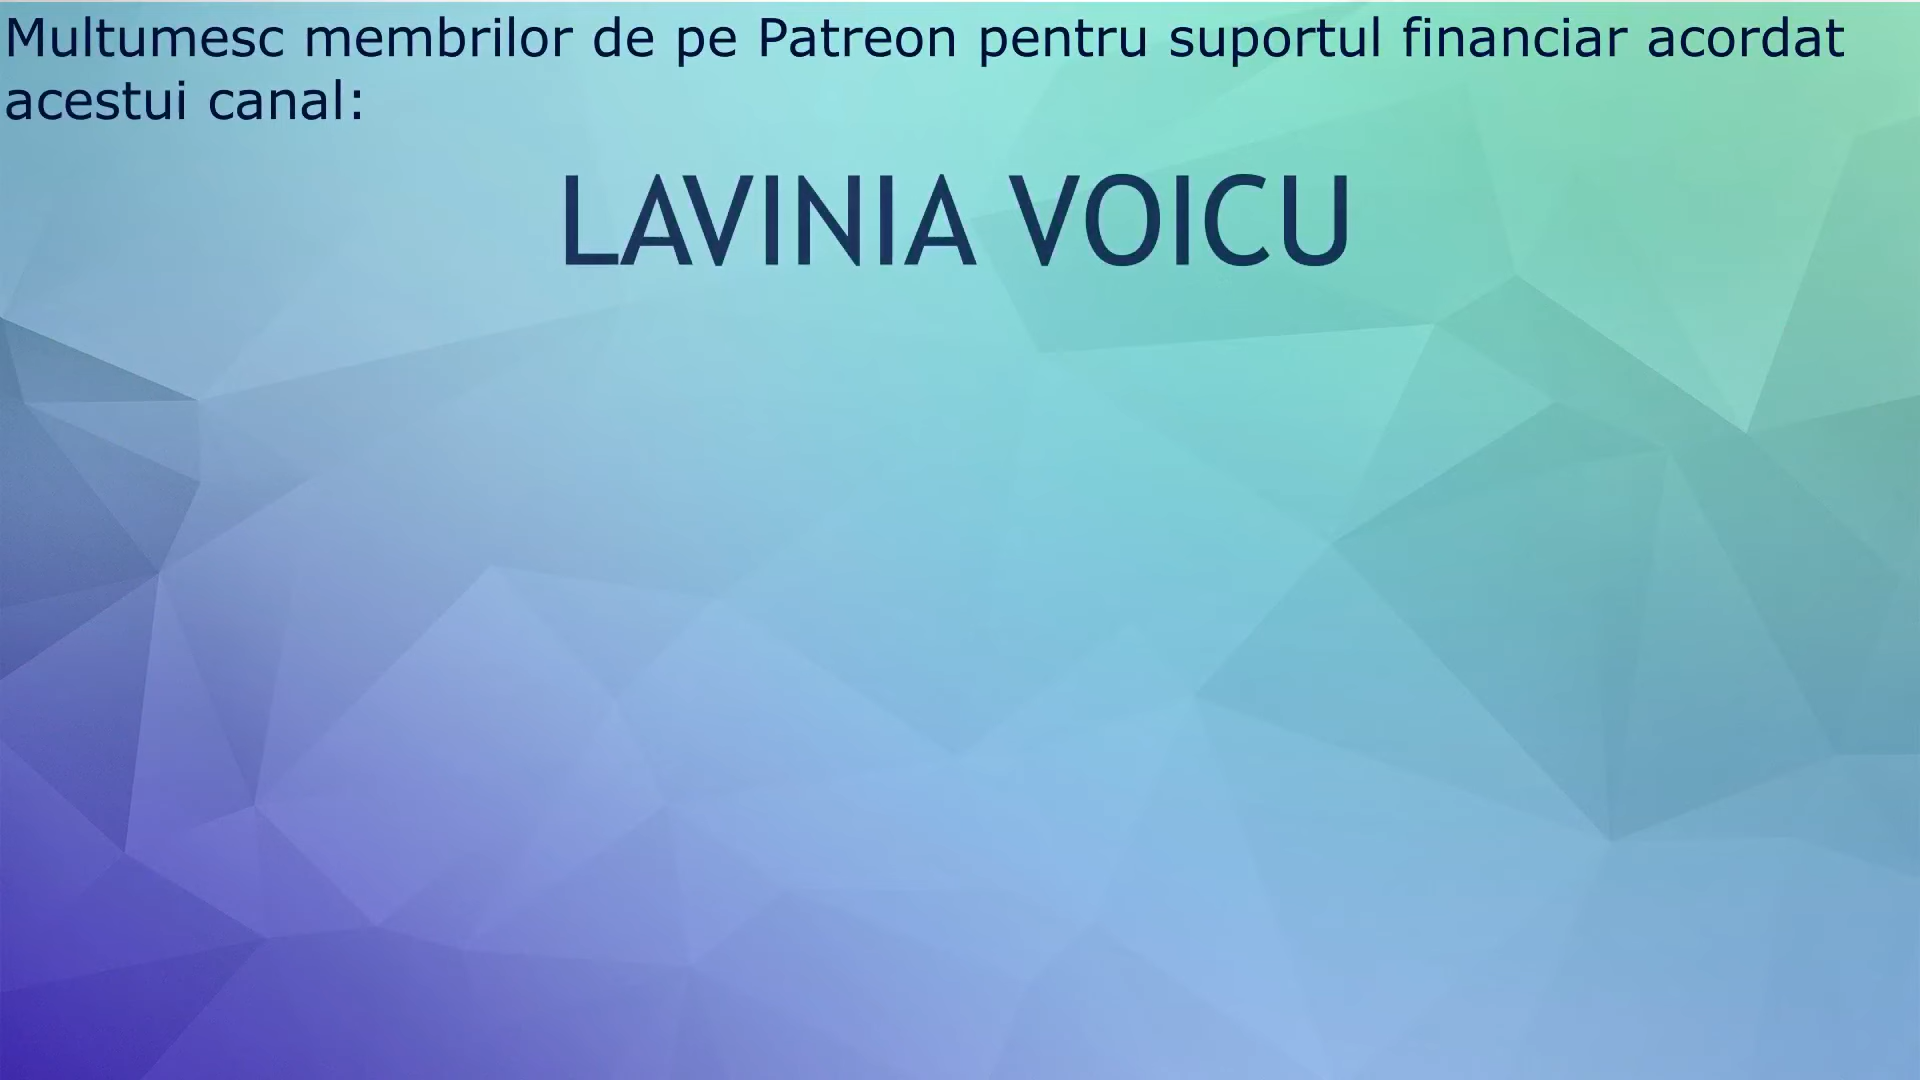 Multumesc membrilor de pe Patreon pentru suportul financiar acordat
acestui canal:
LAVINIA VOICU